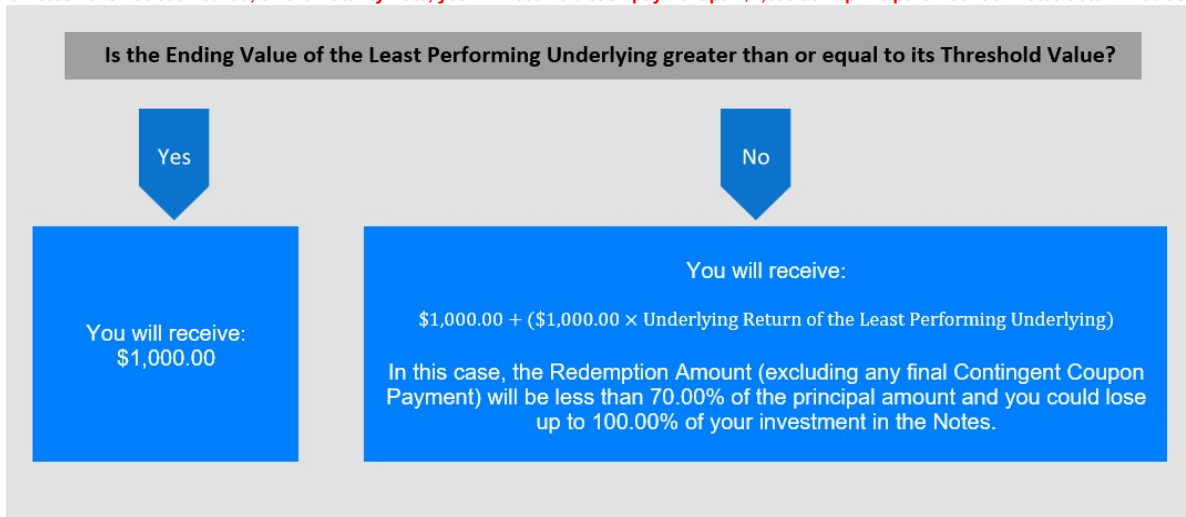 Is the Ending Value of the Least Performing Underlying greater than or equal to its Threshold Value?
Yes
No
You will receive:
$1,000.00
You will receive:
$1,000.00 + ($1,000.00 × Underlying Return of the Least Performing Underlying)
In this case, the Redemption Amount (excluding any final Contingent Coupon
Payment) will be less than 70.00% of the principal amount and you could lose
up to 100.00% of your investment in the Notes.